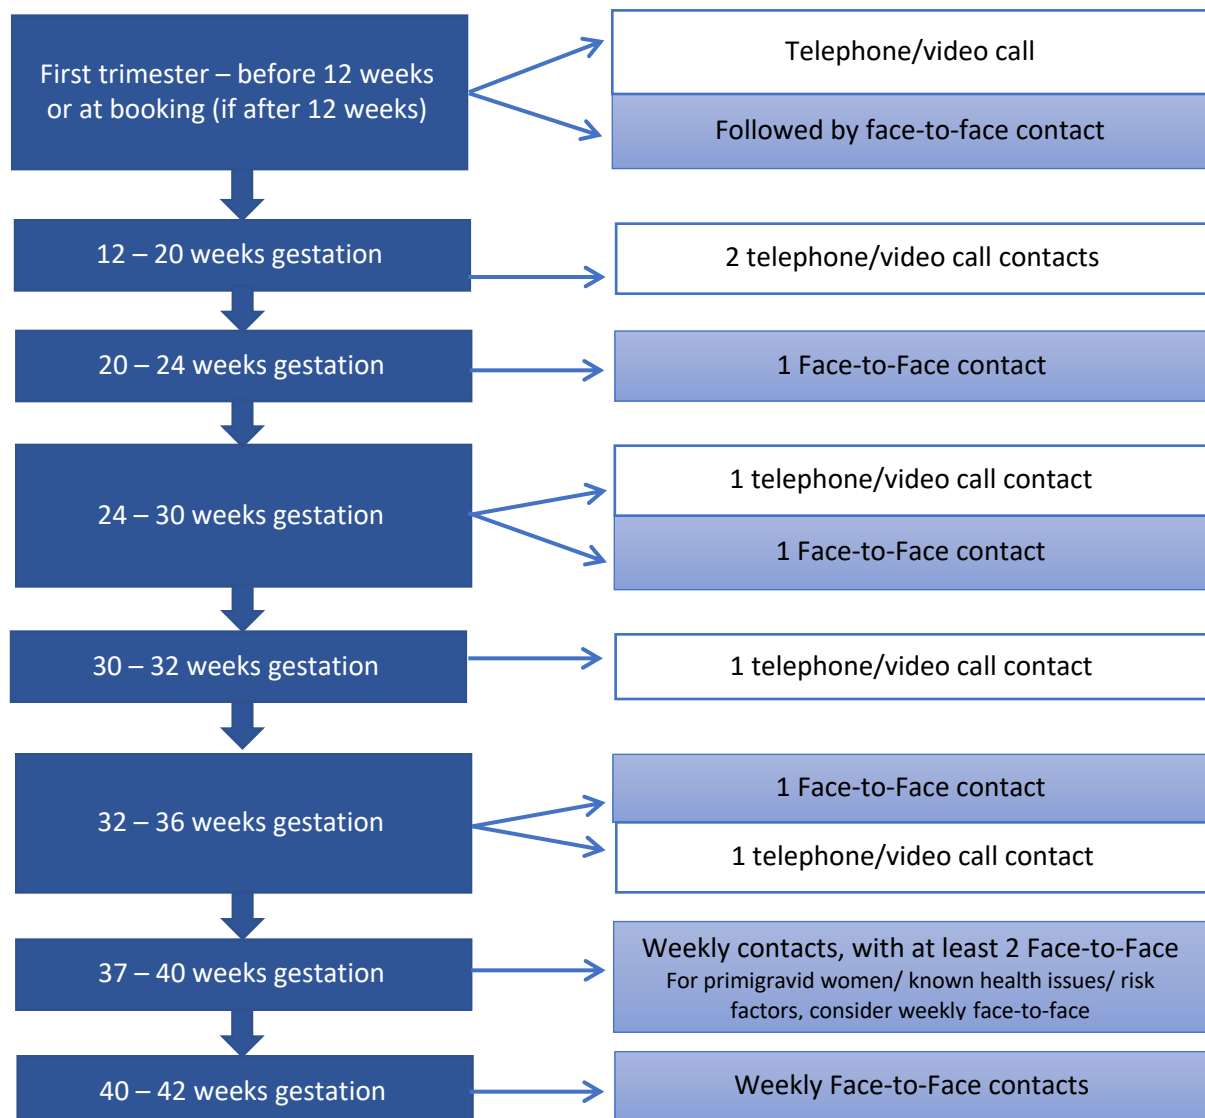 First trimester – before 12 weeks
or at booking (if after 12 weeks)
Telephone/video call
Followed by face-to-face contact
12 – 20 weeks gestation
2 telephone/video call contacts
20 – 24 weeks gestation
1 Face-to-Face contact
24 – 30 weeks gestation
1 telephone/video call contact
1 Face-to-Face contact
30 – 32 weeks gestation
1 telephone/video call contact
32 – 36 weeks gestation
1 Face-to-Face contact
1 telephone/video call contact
37 – 40 weeks gestation
Weekly contacts, with at least 2 Face-to-Face
For primigravid women/ known health issues/ risk
factors, consider weekly face-to-face
40 – 42 weeks gestation
Weekly Face-to-Face contacts